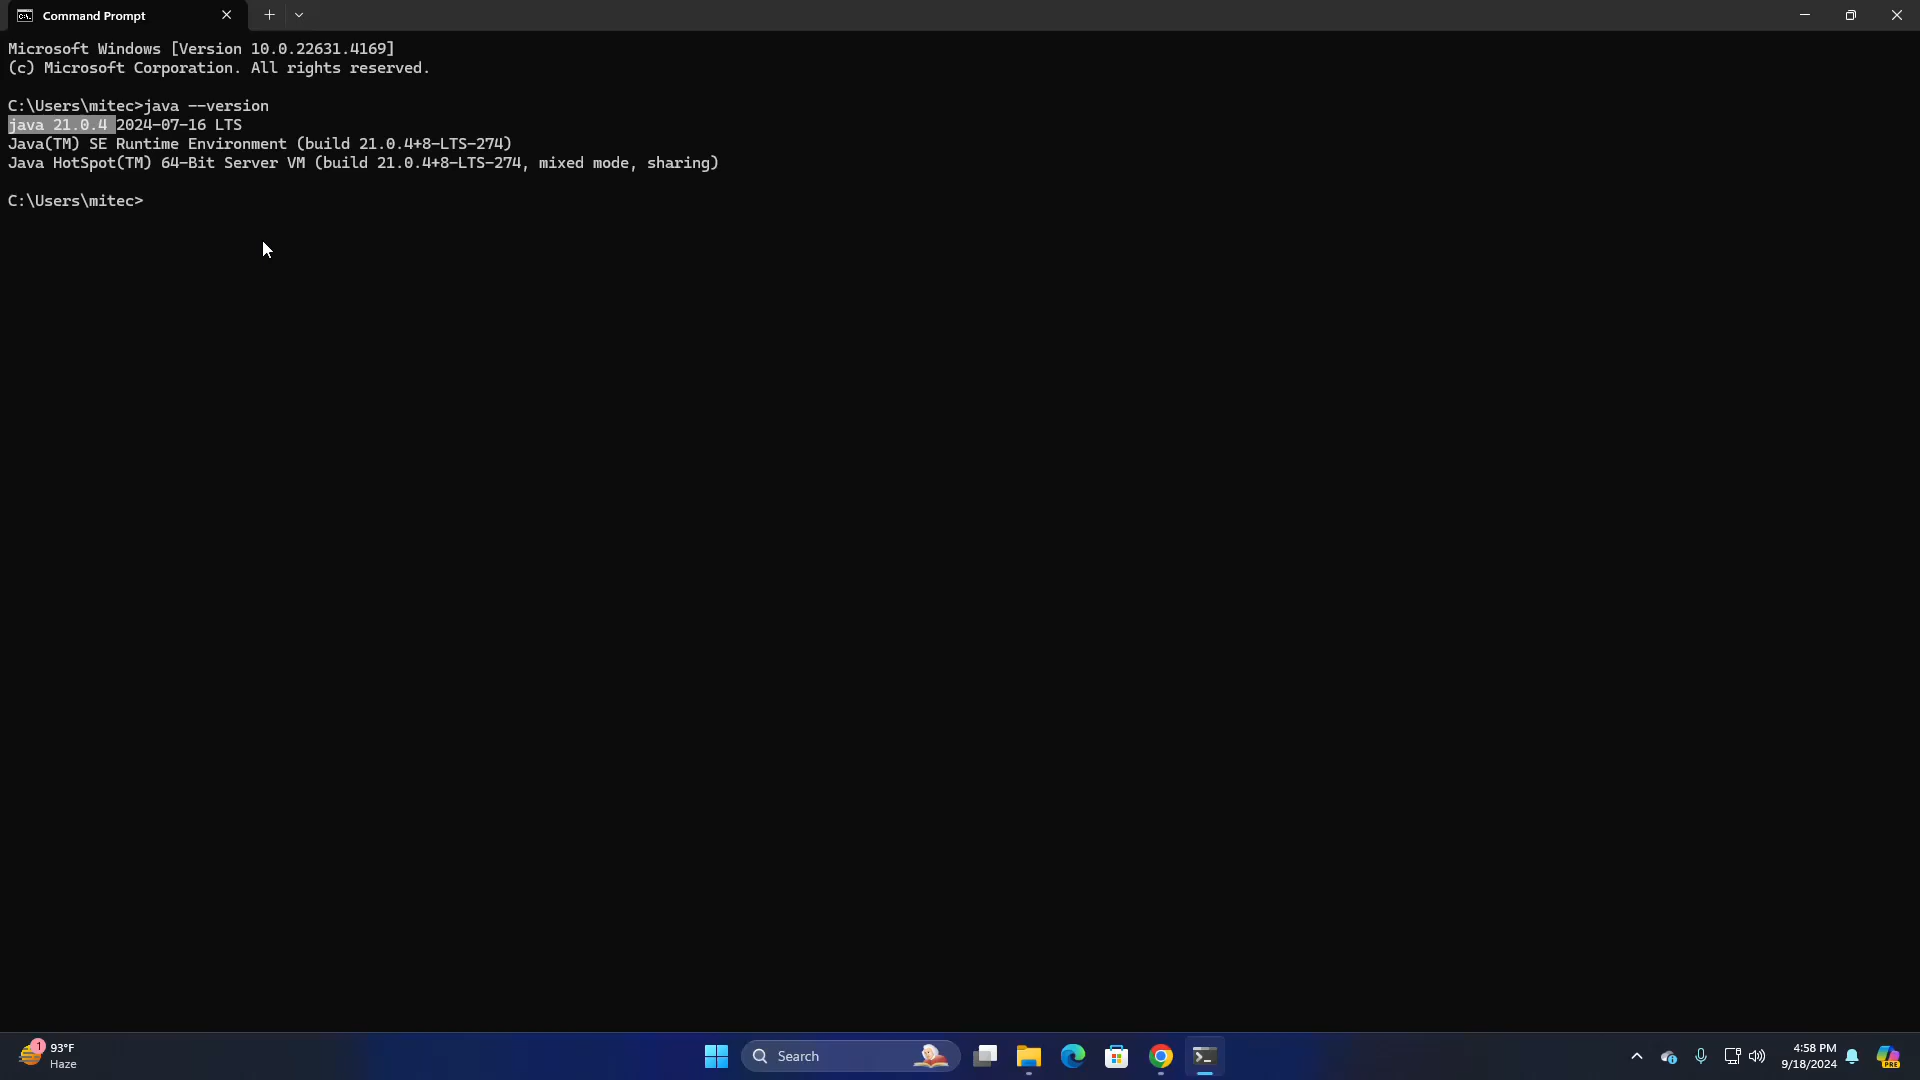 Command Prompt
Microsoft Windows [Version 10.0.22631.4169]
(c) Microsoft Corporation. All rights reserved.
C:\Users\mitec>java --version
java 21.0.4 2024-07-16 LTS
Java(TM) SE Runtime Environment (build 21.0.4+8-LTS-274)
Java HotSpot(TM) 64-Bit Server VM (build 21.0.4+8-LTS-274, mixed mode, sharing)
C:\Users\mitec>
1
93°F
Haze
Search
4:58 PM
9/18/2024
PRE